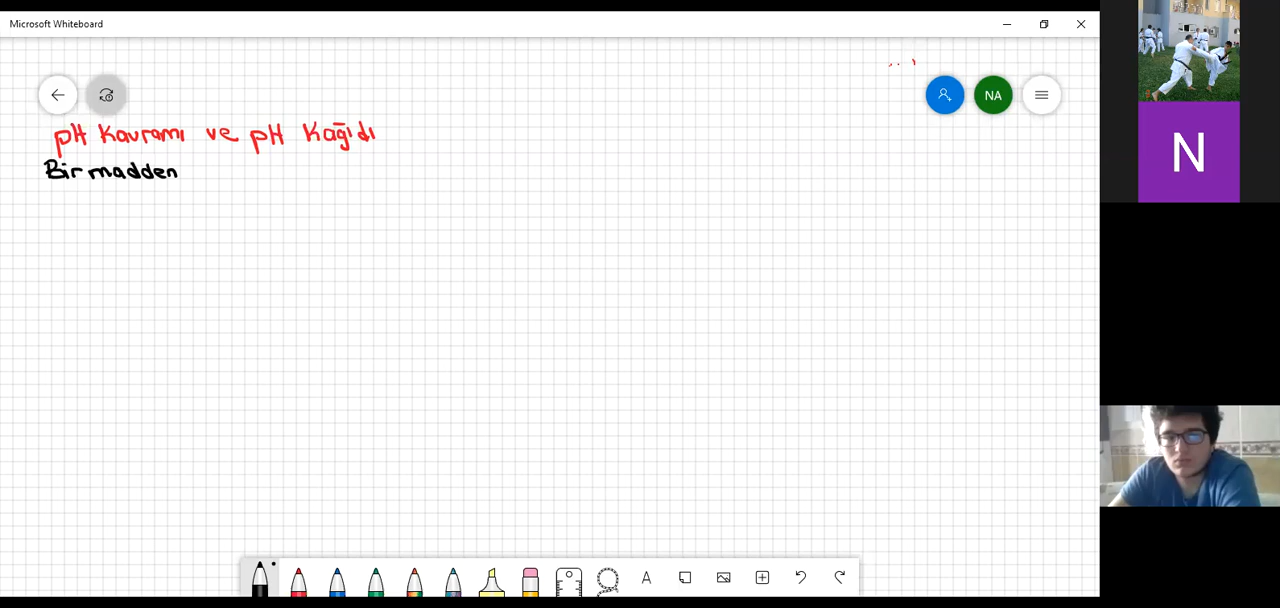 Microsoft Whiteboard
NA
pH Kavramı ve pH Kağıdı
Bir madden
N
A